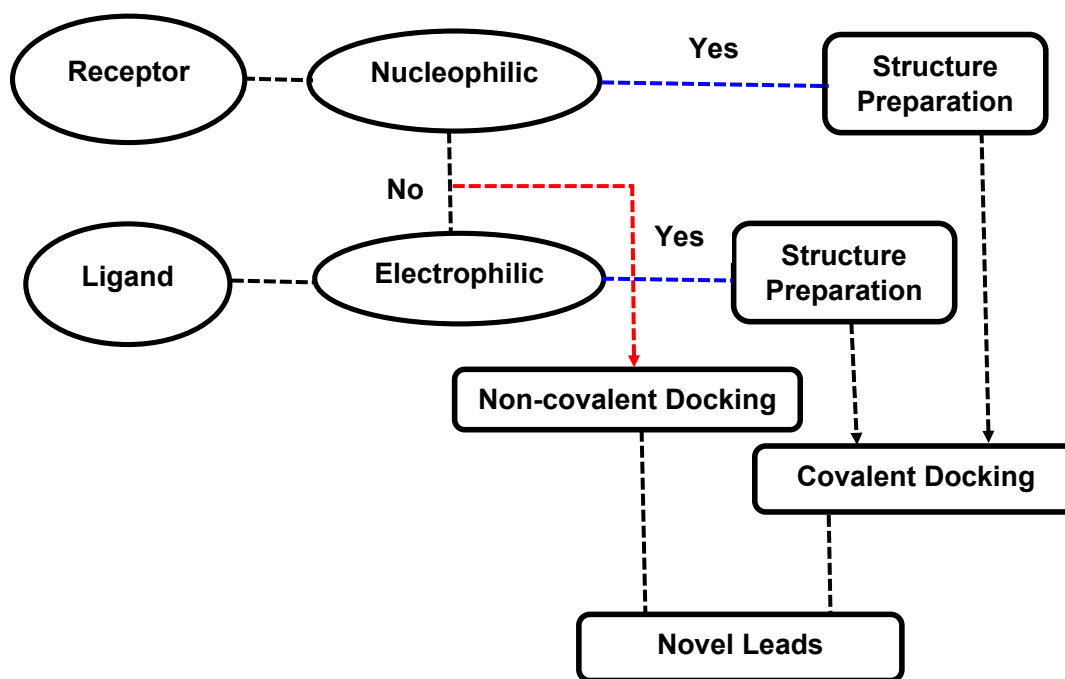 Receptor
Nucleophilic
Yes
Structure
Preparation
No
Ligand
Electrophilic
Yes
Structure
Preparation
Non-covalent Docking
Covalent Docking
Novel Leads